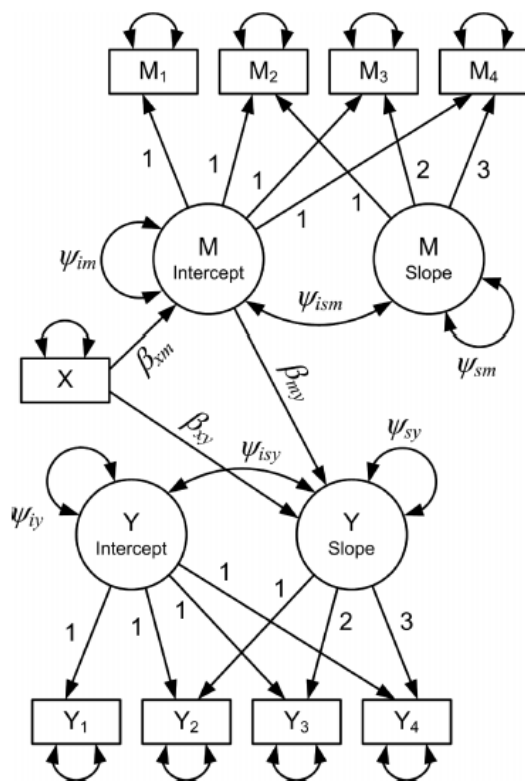 M₁ M₂ M₃ M₄
1 1 1 1 1 2 3
M
Intercept
M
Slope
ψim
ψism
ψsm
X
βxm
βmy
βxy
ψisy
ψsy
ψiy
Y
Intercept
Y
Slope
1 1 1 1 1 2 3
Y₁ Y₂ Y₃ Y₄